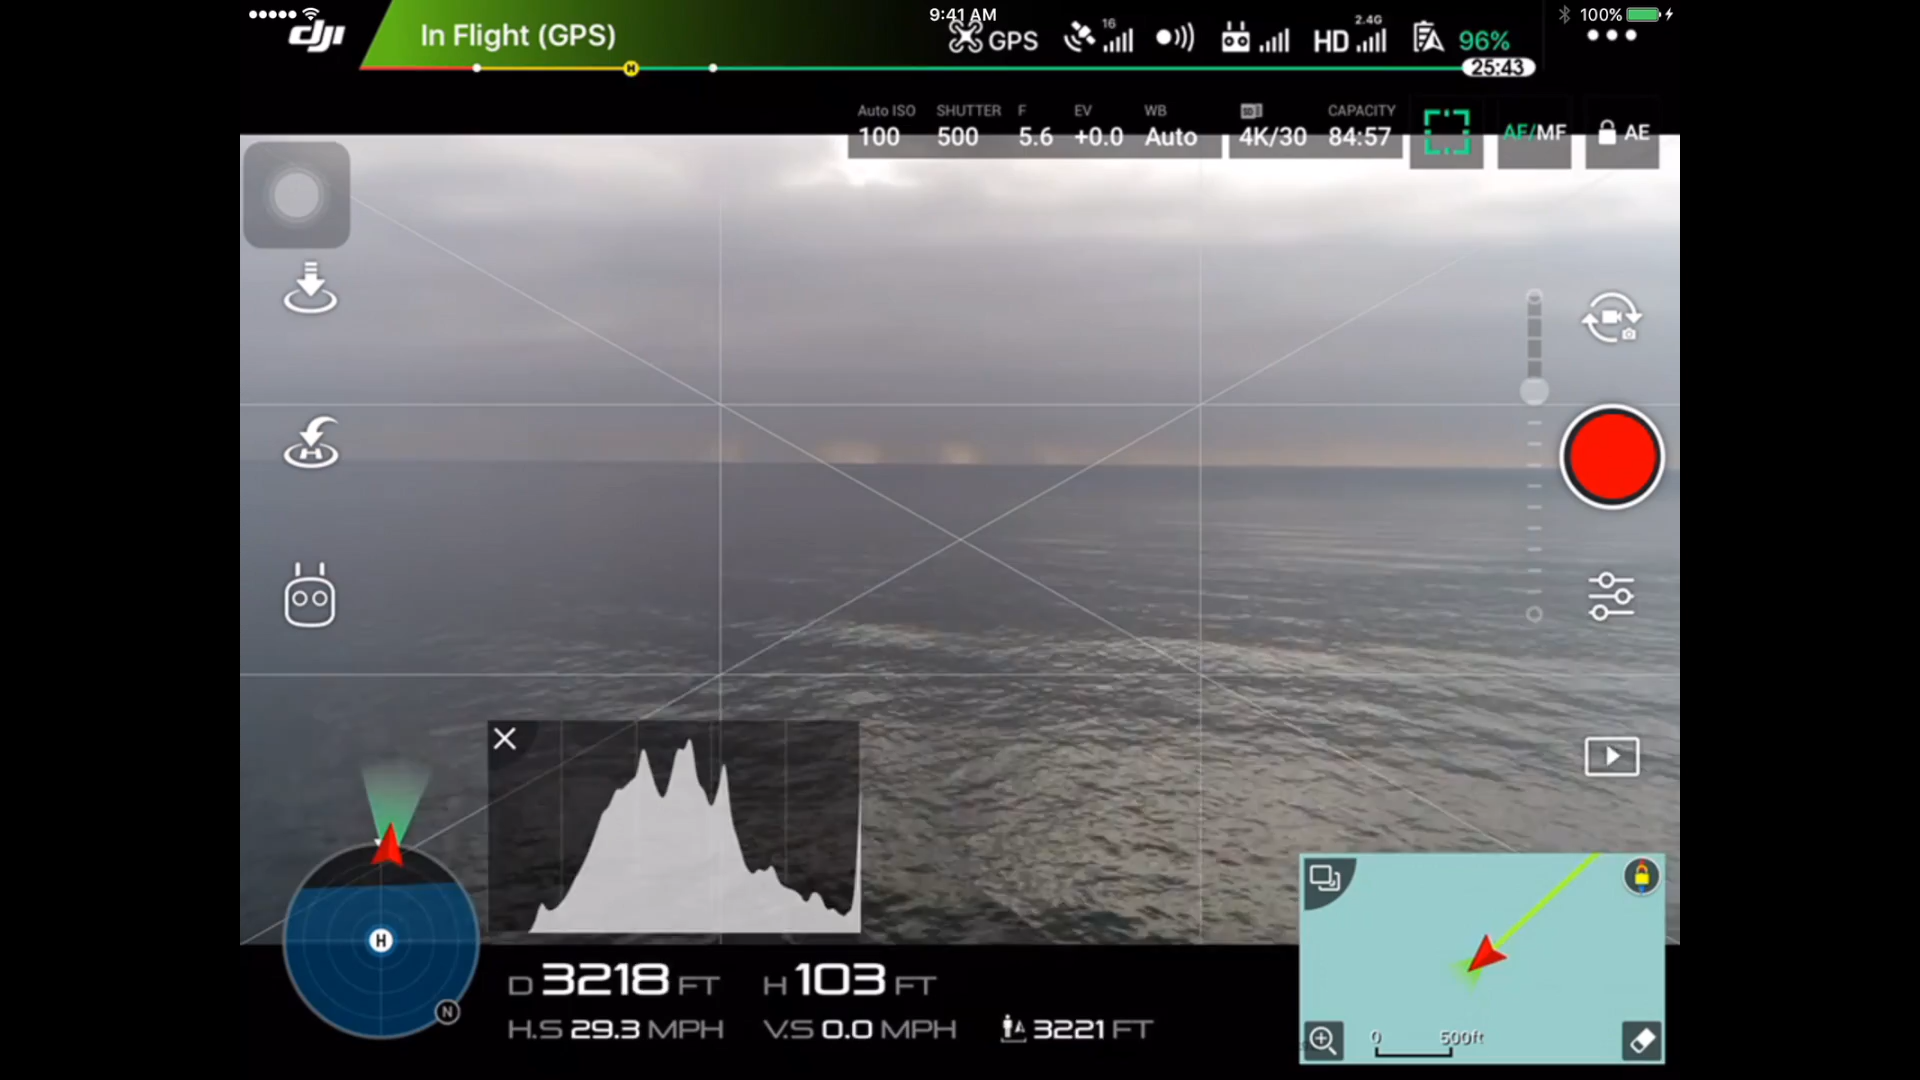 9:41 AM
100%
dji
In Flight (GPS)
GPS
16
HD
2.4G
96%
H
25:43
Auto ISO SHUTTER F EV WB CAPACITY
100 500 5.6 +0.0 Auto 4K/30 84:57
AF/MF
AE
H
N
D 3218 FT H 103 FT
H.S 29.3 MPH V.S 0.0 MPH 3221 FT
0 500ft